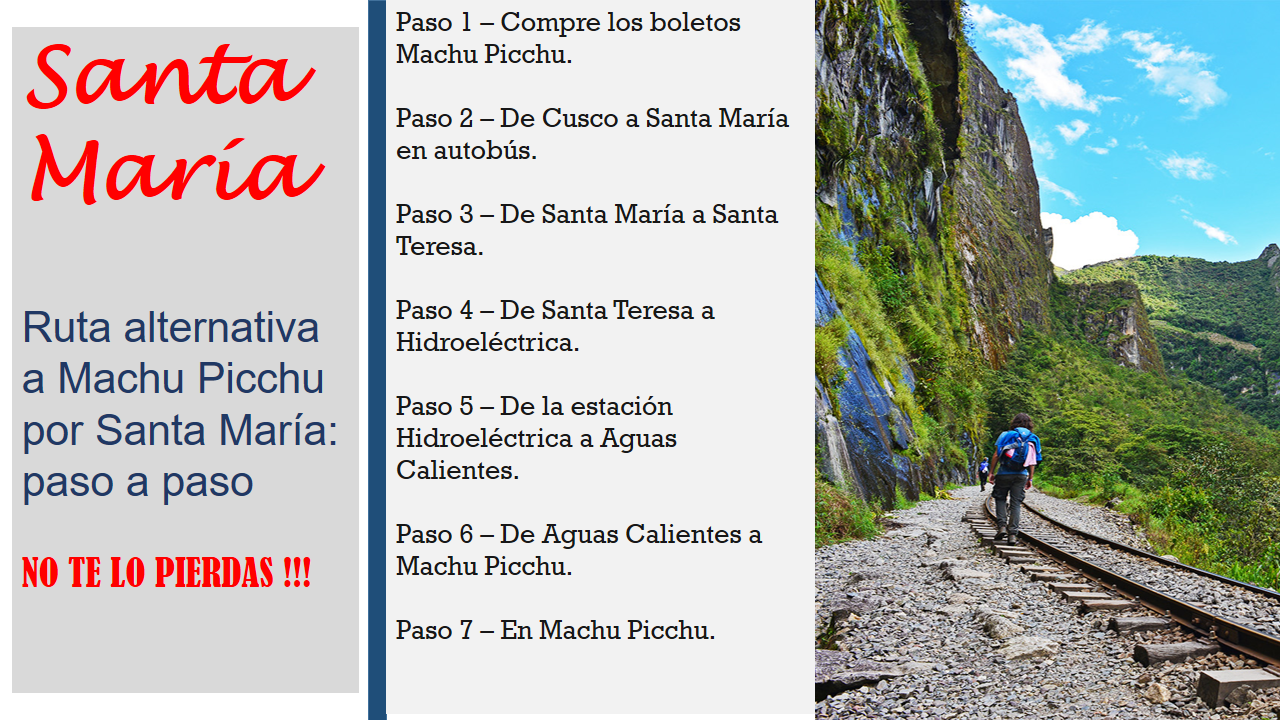 Santa
María
Ruta alternativa
a Machu Picchu
por Santa María:
paso a paso
NO TE LO PIERDAS !!!
Paso 1 – Compre los boletos
Machu Picchu.
Paso 2 – De Cusco a Santa María
en autobús.
Paso 3 – De Santa María a Santa
Teresa.
Paso 4 – De Santa Teresa a
Hidroeléctrica.
Paso 5 – De la estación
Hidroeléctrica a Aguas
Calientes.
Paso 6 – De Aguas Calientes a
Machu Picchu.
Paso 7 – En Machu Picchu.